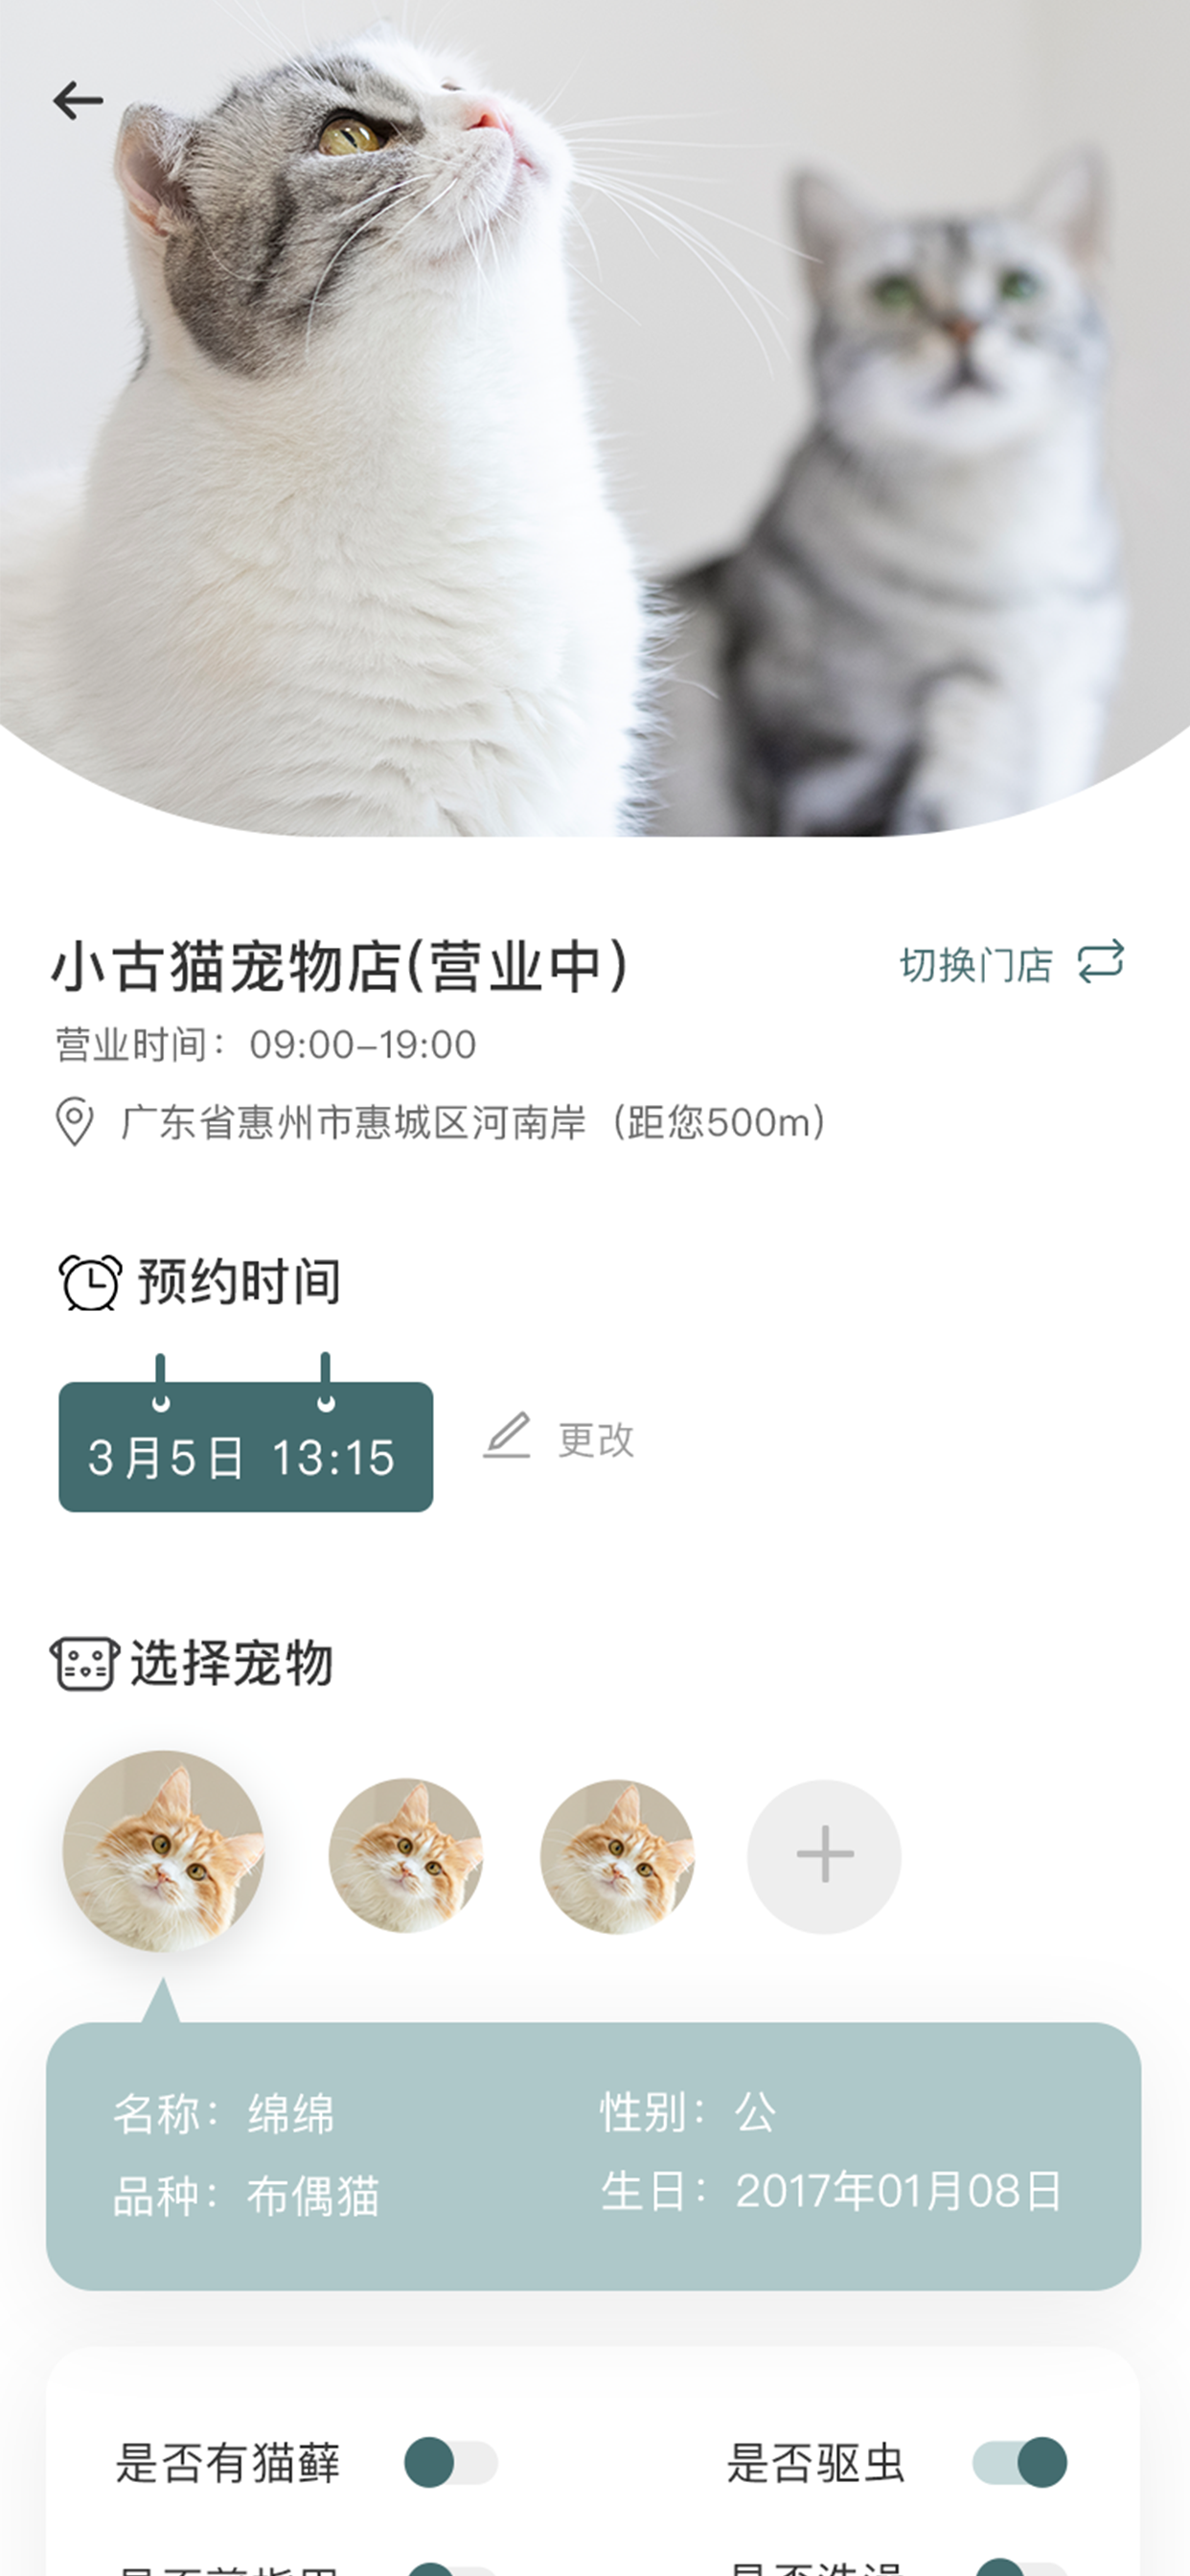 小古猫宠物店(营业中)
切换门店
营业时间：09:00–19:00
广东省惠州市惠城区河南岸（距您500m）
预约时间
3月5日 13:15
更改
选择宠物
名称：绵绵
性别：公
品种：布偶猫
生日：2017年01月08日
是否有猫藓
是否驱虫